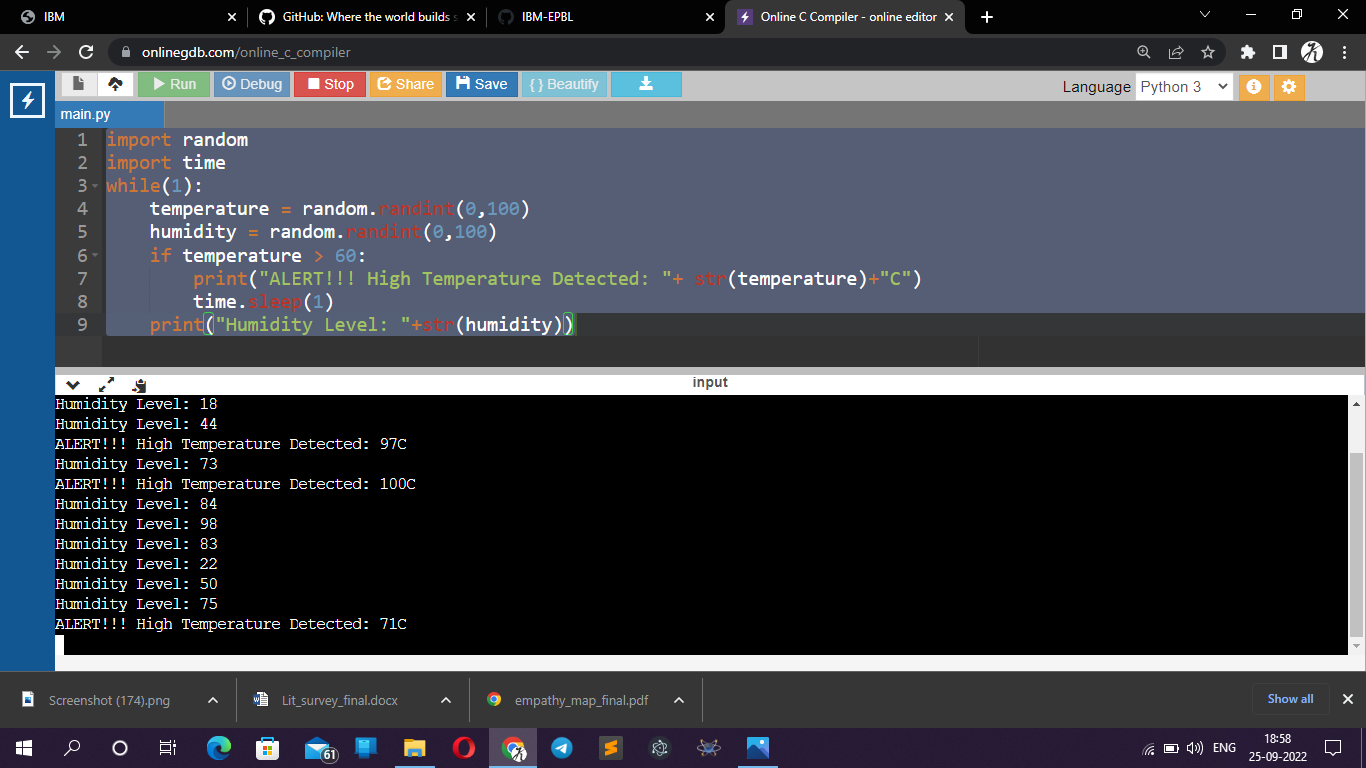 IBM
GitHub: Where the world builds s
IBM-EPBL
Online C Compiler - online editor
onlinegdb.com/online_c_compiler
Run
Debug
Stop
Share
Save
{ } Beautify
Language
Python 3
main.py
1 import random
2 import time
3 while(1):
4     temperature = random.randint(0,100)
5     humidity = random.randint(0,100)
6     if temperature > 60:
7         print("ALERT!!! High Temperature Detected: "+ str(temperature)+"C")
8         time.sleep(1)
9     print("Humidity Level: "+str(humidity))
input
Humidity Level: 18
Humidity Level: 44
ALERT!!! High Temperature Detected: 97C
Humidity Level: 73
ALERT!!! High Temperature Detected: 100C
Humidity Level: 84
Humidity Level: 98
Humidity Level: 83
Humidity Level: 22
Humidity Level: 50
Humidity Level: 75
ALERT!!! High Temperature Detected: 71C
Screenshot (174).png
Lit_survey_final.docx
empathy_map_final.pdf
Show all
61
ENG
18:58
25-09-2022